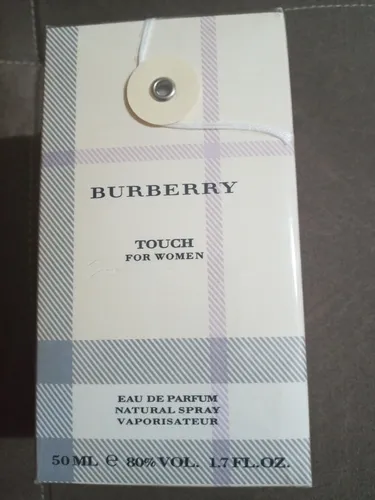 BURBERRY
TOUCH
FOR WOMEN
EAU DE PARFUM
NATURAL SPRAY
VAPORISATEUR
50 ML ℮ 80% VOL. 1.7 FL.OZ.